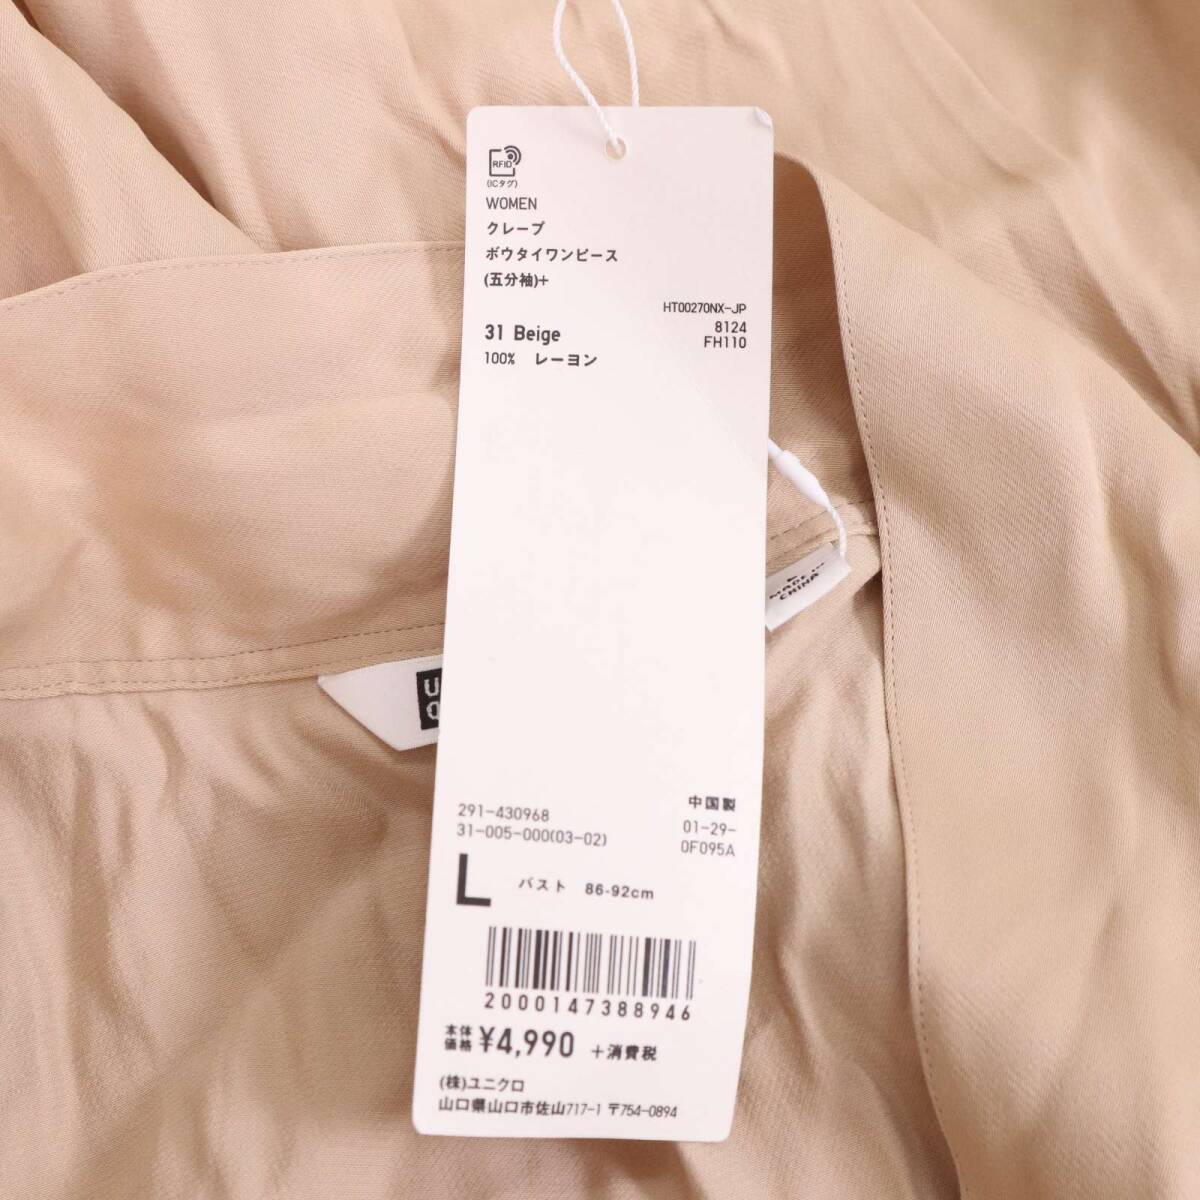 RFID
(ICタグ)
WOMEN
クレープ
ボウタイワンピース
(五分袖)+
HT00270NX-JP
8124
FH110
31 Beige
100% レーヨン
MADE IN
CHINA
291-430968
31-005-000(03-02)
中国製
01-29-
0F095A
L バスト 86-92cm
2000147388946
本体
価格 ¥4,990 +消費税
(株)ユニクロ
山口県山口市佐山717-1 〒754-0894